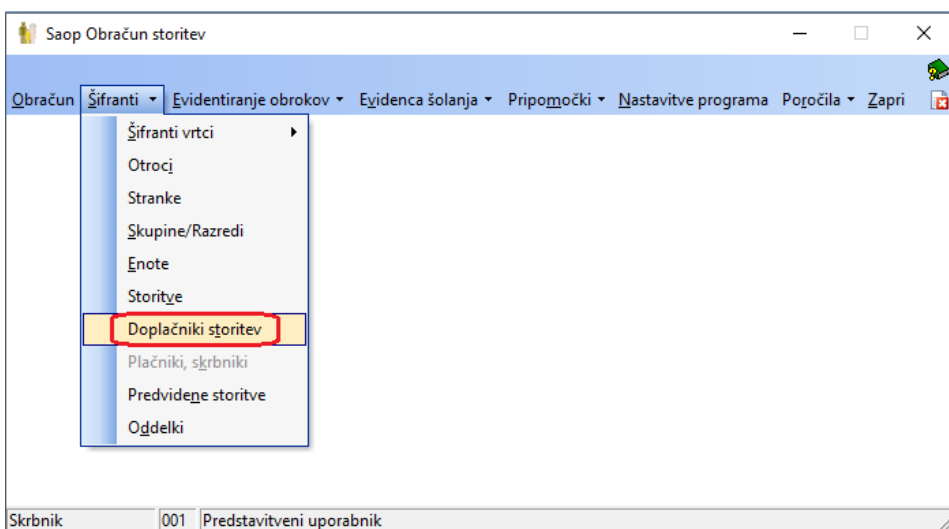 Saop Obračun storitev
Obračun Šifranti Evidentiranje obrokov Evidenca šolanja Pripomočki Nastavitve programa Poročila Zapri
Šifranti vrtci
Otroci
Stranke
Skupine/Razredi
Enote
Storitve
Doplačniki storitev
Plačniki, skrbniki
Predvidene storitve
Oddelki
Skrbnik 001 Predstavitveni uporabnik